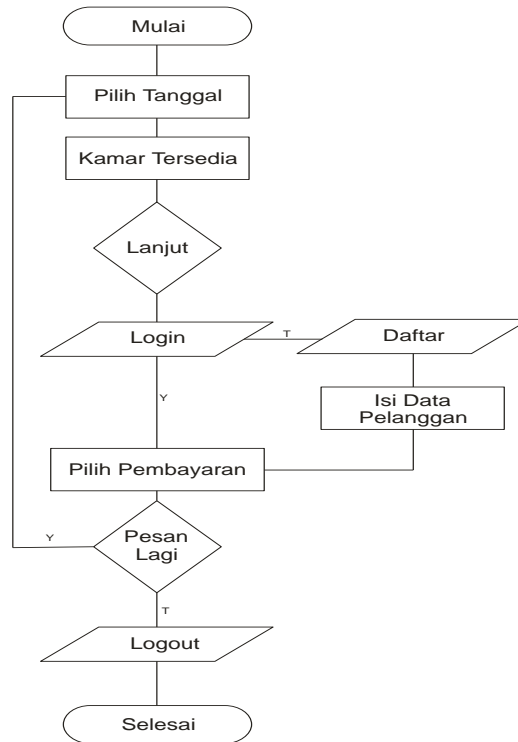 Mulai
Pilih Tanggal
Kamar Tersedia
Lanjut
Login
T
Daftar
Isi Data
Pelanggan
Y
Pilih Pembayaran
Pesan
Lagi
Y
T
Logout
Selesai